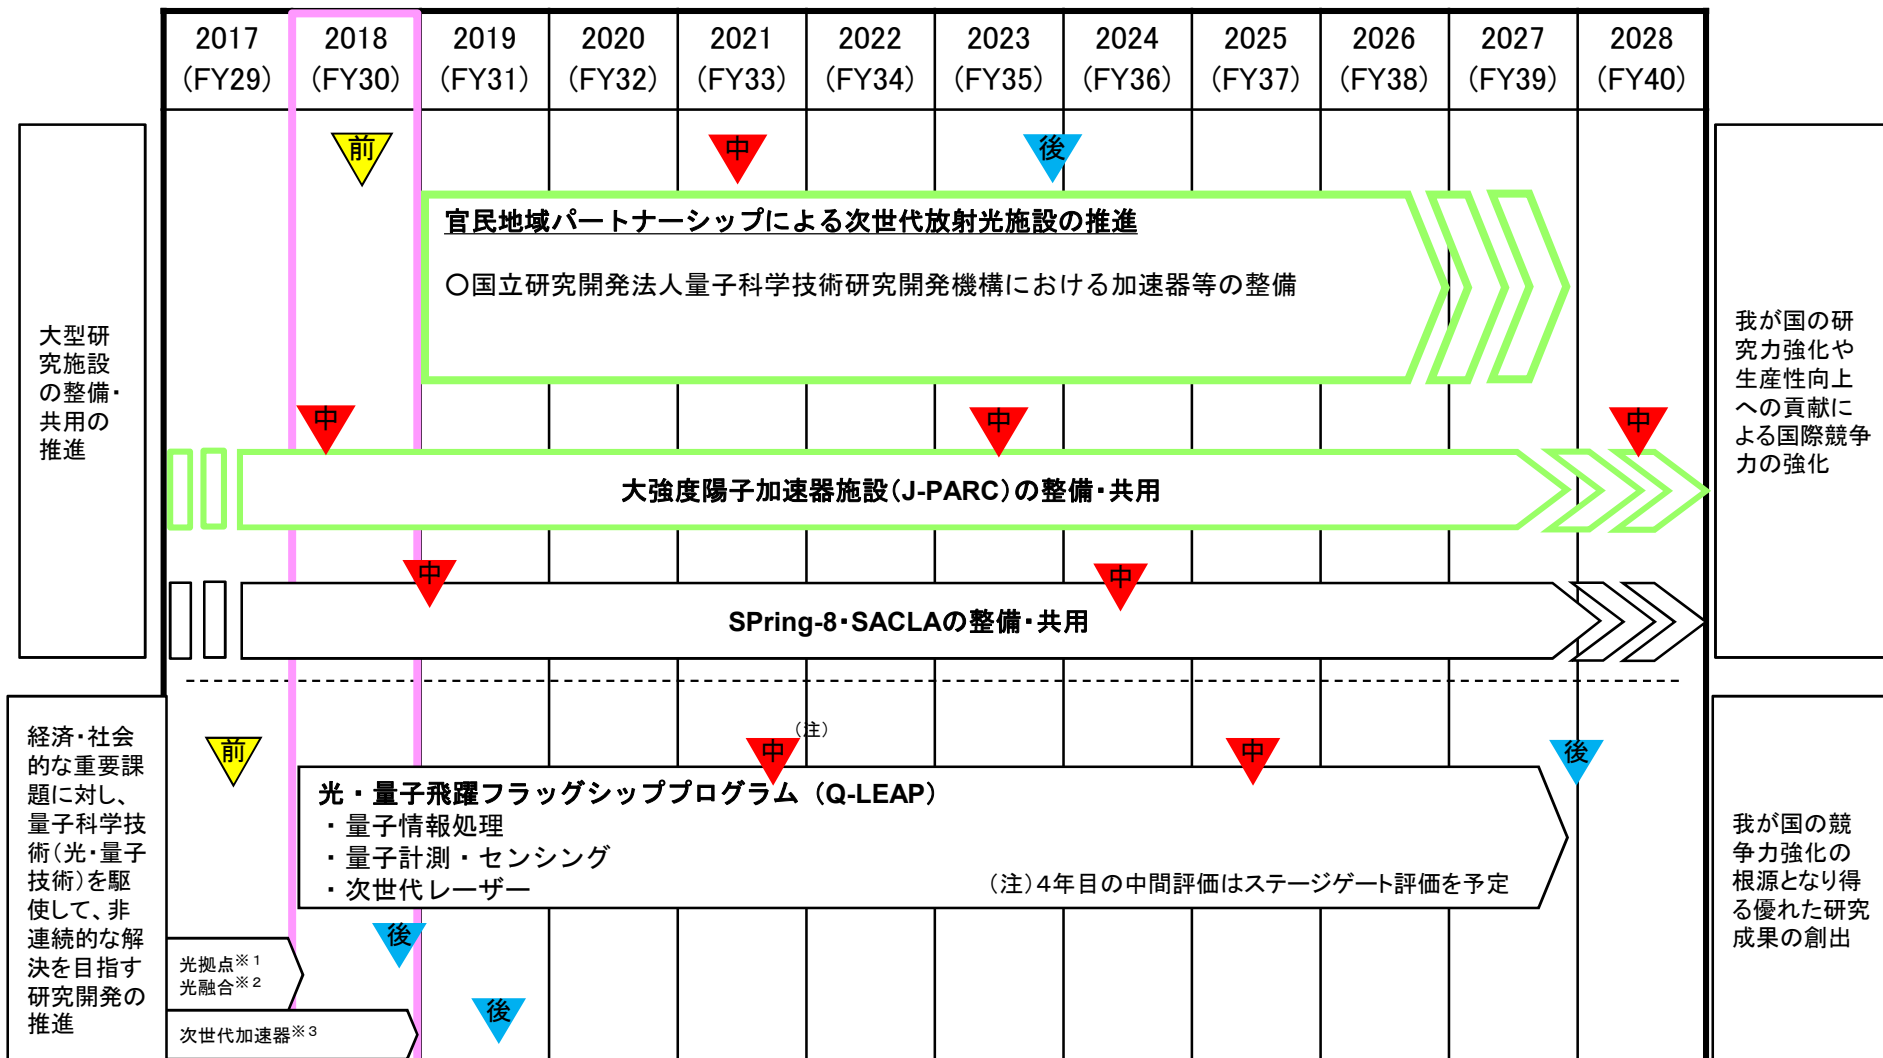 2017 2018 2019 2020 2021 2022 2023 2024 2025 2026 2027 2028
(FY29) (FY30) (FY31) (FY32) (FY33) (FY34) (FY35) (FY36) (FY37) (FY38) (FY39) (FY40)
大型研
究施設
の整備・
共用の
推進
前
中
後
官民地域パートナーシップによる次世代放射光施設の推進
○国立研究開発法人量子科学技術研究開発機構における加速器等の整備
中
中
中
大強度陽子加速器施設(J-PARC)の整備・共用
中
中
SPring-8・SACLAの整備・共用
我が国の研
究力強化や
生産性向上
への貢献に
よる国際競争
力の強化
経済・社会
的な重要課
題に対し、
量子科学技
術(光・量子
技術)を駆
使して、非
連続的な解
決を目指す
研究開発の
推進
前
中
(注)
中
後
光・量子飛躍フラッグシッププログラム(Q-LEAP)
・量子情報処理
・量子計測・センシング
・次世代レーザー
(注)4年目の中間評価はステージゲート評価を予定
後
光拠点※1
光融合※2
後
次世代加速器※3
我が国の競
争力強化の
根源となり得
る優れた研究
成果の創出